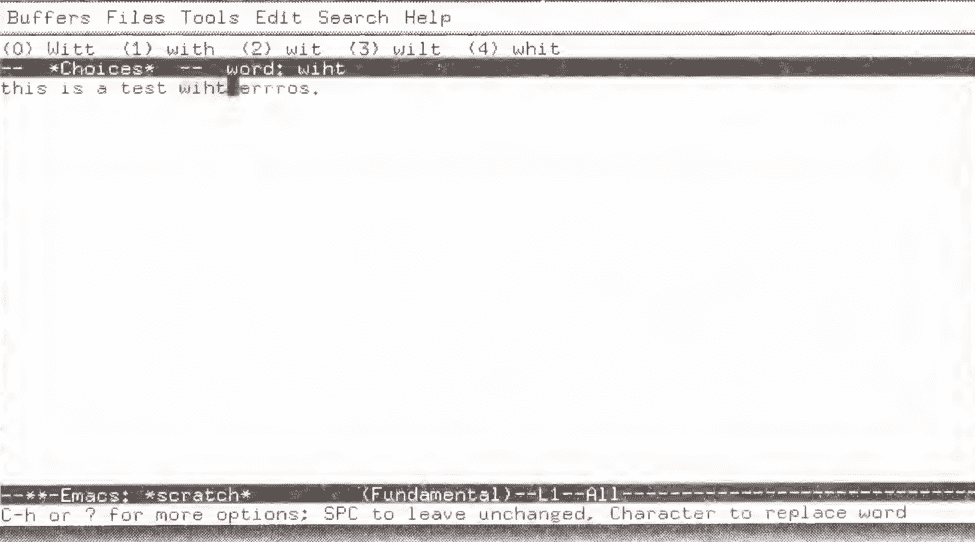 Buffers Files Tools Edit Search Help
(0) Witt (1) with (2) wit (3) wilt (4) whit
-- *Choices* -- word: wiht
this is a test wiht errros.
--**-Emacs: *scratch* (Fundamental)--L1--All--------------------------------
C-h or ? for more options; SPC to leave unchanged, Character to replace word